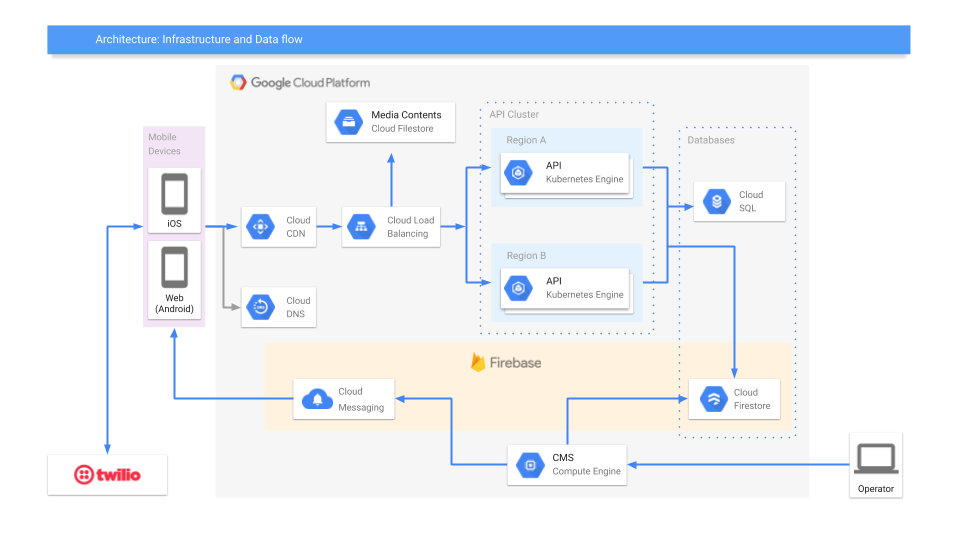 Architecture: Infrastructure and Data flow
Google Cloud Platform
Media Contents
Cloud Filestore
API Cluster
Region A
API
Kubernetes Engine
Databases
Cloud
SQL
Mobile
Devices
iOS
Web
(Android)
Cloud
CDN
Cloud Load
Balancing
Cloud
DNS
Region B
API
Kubernetes Engine
Firebase
Cloud
Messaging
Cloud
Firestore
CMS
Compute Engine
twilio
Operator